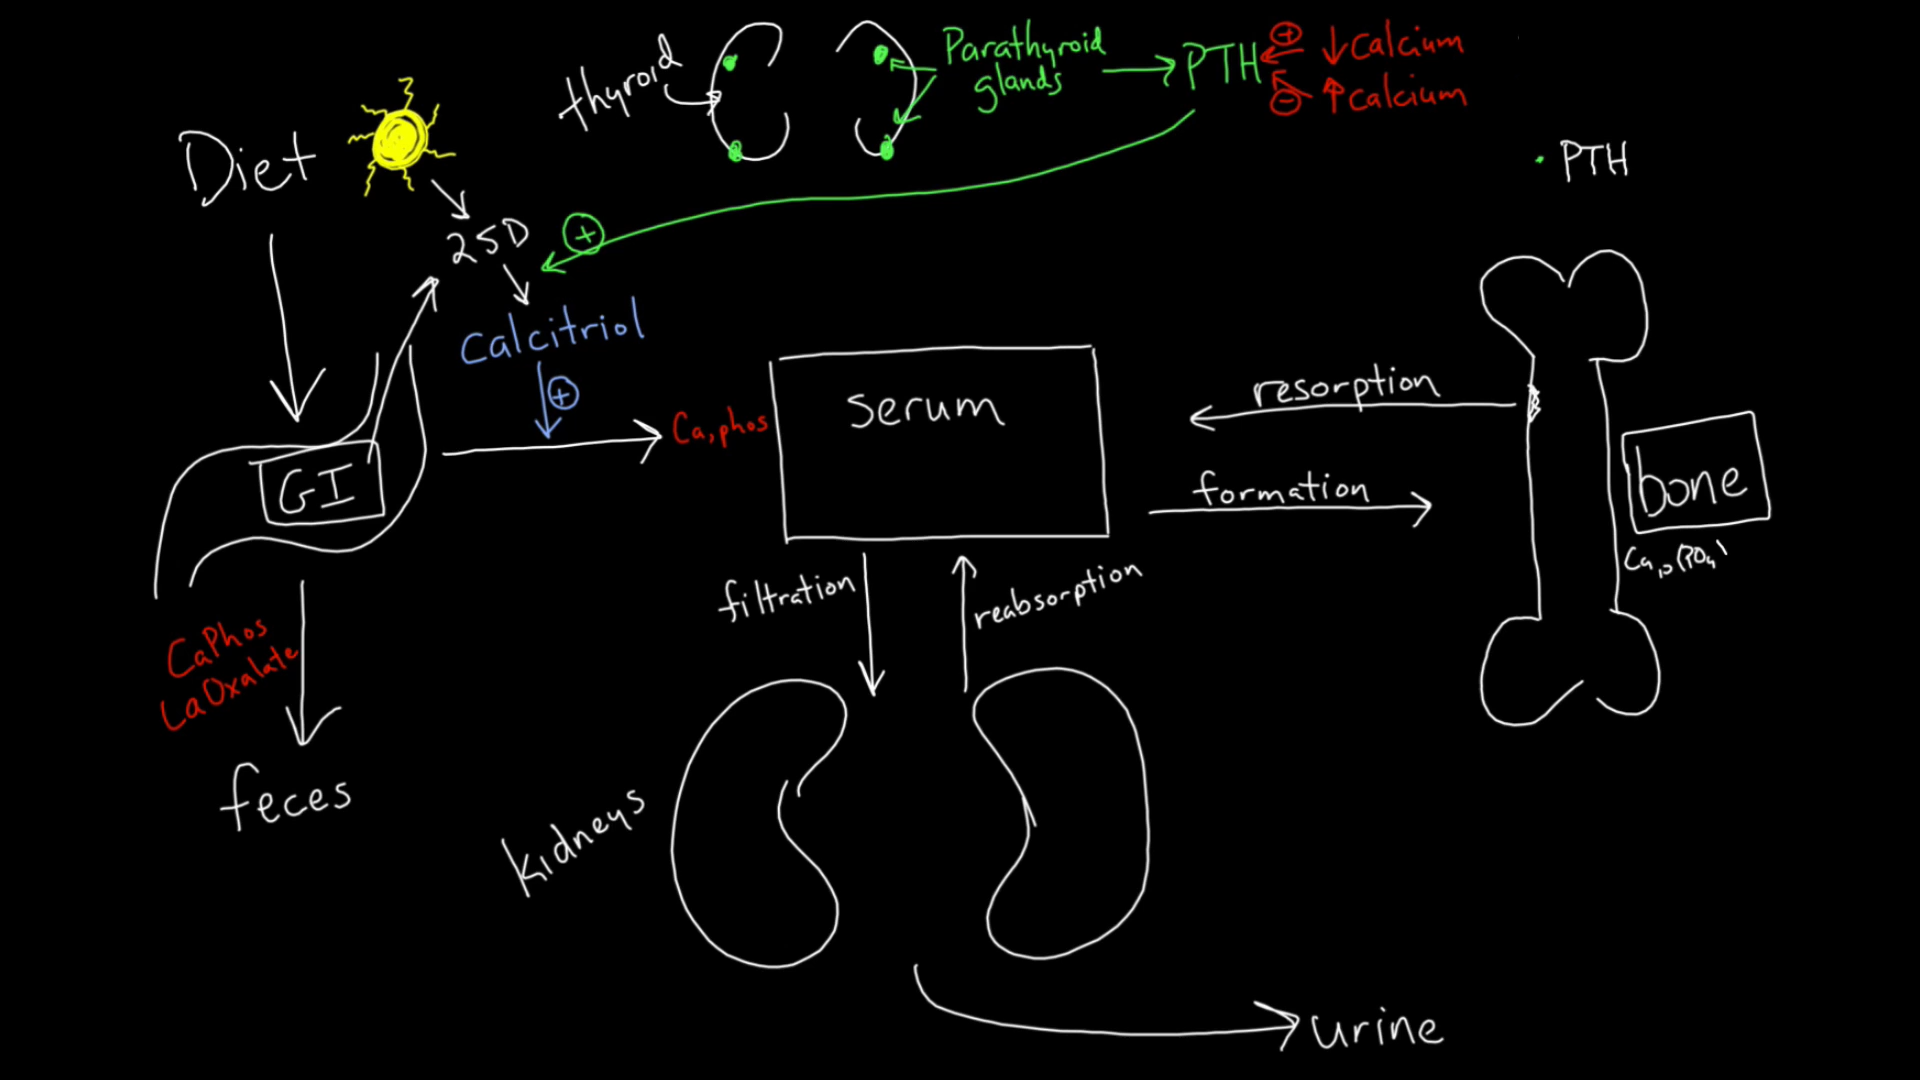 thyroid
Parathyroid
glands
PTH
⊕
↓ Calcium
⊖
↑ Calcium
Diet
PTH
25D
⊕
Calcitriol
⊕
Ca, phos
serum
resorption
GI
formation
bone
filtration
reabsorption
CaPhos
CaOxalate
feces
kidneys
urine